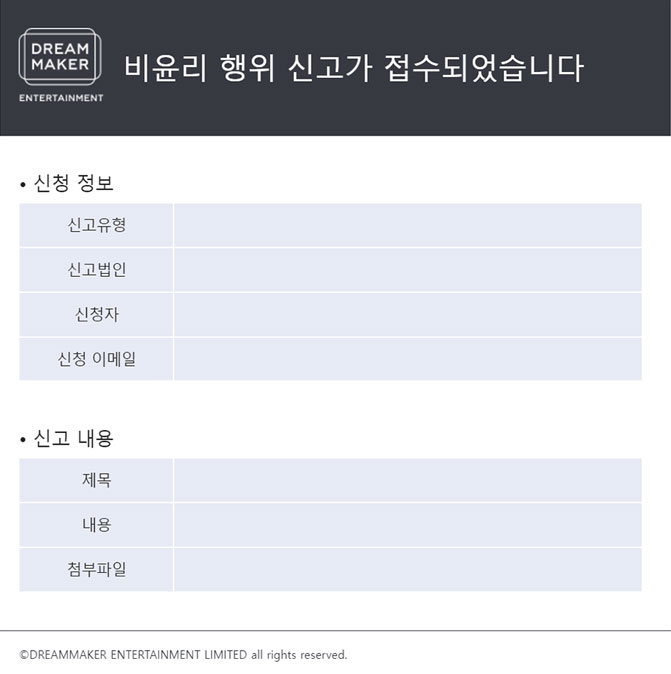 DREAM
MAKER
ENTERTAINMENT
비윤리 행위 신고가 접수되었습니다
• 신청 정보
신고유형
신고법인
신청자
신청 이메일
• 신고 내용
제목
내용
첨부파일
©DREAMMAKER ENTERTAINMENT LIMITED all rights reserved.